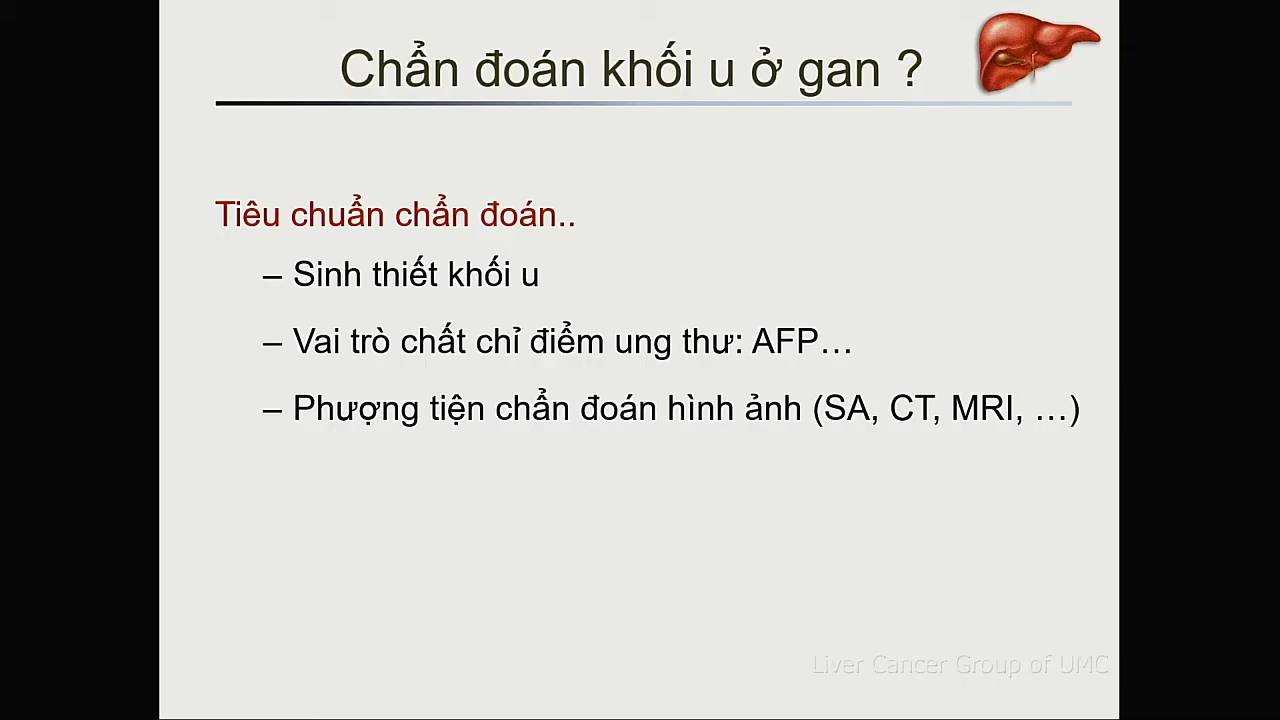 Chẩn đoán khối u ở gan ?
Tiêu chuẩn chẩn đoán..
– Sinh thiết khối u
– Vai trò chất chỉ điểm ung thư: AFP…
– Phượng tiện chẩn đoán hình ảnh (SA, CT, MRI, …)
Liver Cancer Group of UMC